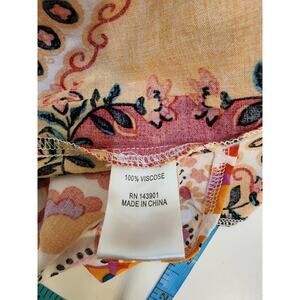 100% VISCOSE
RN 143901
MADE IN CHINA